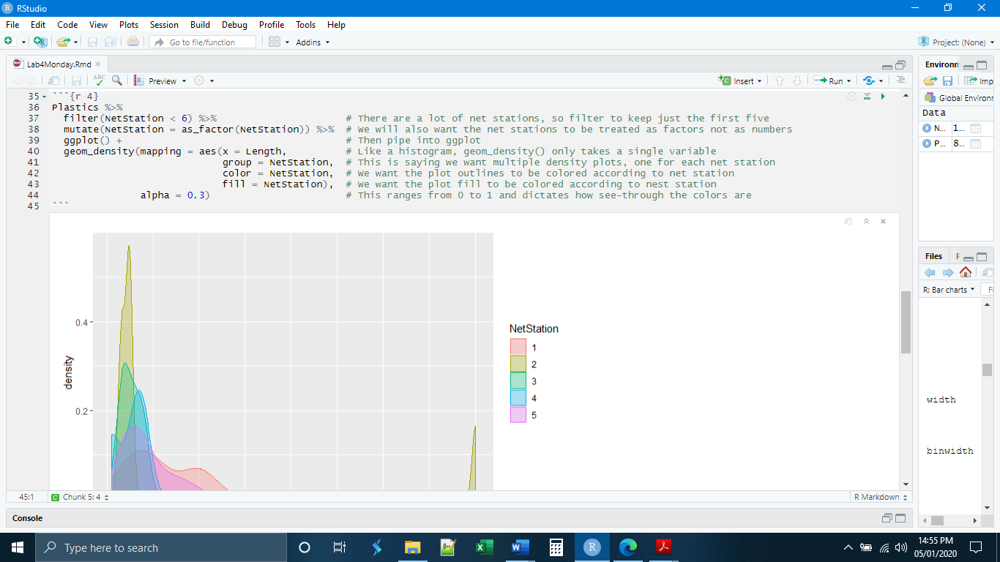 RStudio
File Edit Code View Plots Session Build Debug Profile Tools Help
Go to file/function Addins Project: (None)
Lab4Monday.Rmd
ABC Preview Insert Run
35 ```{r 4}
36 Plastics %>%
37 filter(NetStation < 6) %>% # There are a lot of net stations, so filter to keep just the first five
38 mutate(NetStation = as_factor(NetStation)) %>% # We will also want the net stations to be treated as factors not as numbers
39 ggplot() + # Then pipe into ggplot
40 geom_density(mapping = aes(x = Length, # Like a histogram, geom_density() only takes a single variable
41 group = NetStation, # This is saying we want multiple density plots, one for each net station
42 color = NetStation, # We want the plot outlines to be colored according to net station
43 fill = NetStation), # We want the plot fill to be colored according to nest station
44 alpha = 0.3) # This ranges from 0 to 1 and dictates how see-through the colors are
45 ```
0.4
0.2
density
NetStation
1
2
3
4
5
45:1 Chunk 5: 4 R Markdown
Console
Environm
Imp
Global Environr
Data
N... 1...
P... 8...
Files
R: Bar charts Fi
width
binwidth
Type here to search
14:55 PM
05/01/2020